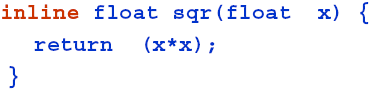 inline float sqr(float  x) {
  return  (x*x);
}